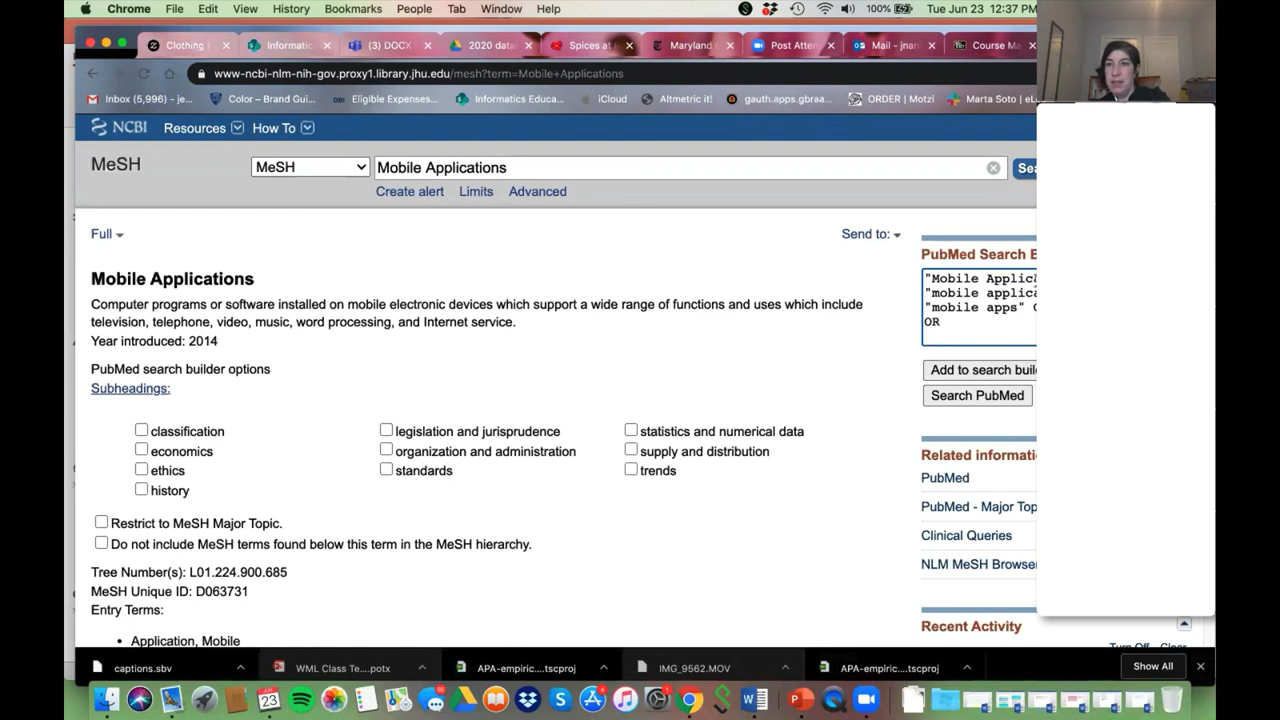 Chrome File Edit View History Bookmarks People Tab Window Help 100% Tue Jun 23 12:37 PM
Clothing | Informatio (3) DOCX 2020 data Spices at Maryland Post Atten Mail - jnan Course Ma
www-ncbi-nlm-nih-gov.proxy1.library.jhu.edu/mesh?term=Mobile+Applications
Inbox (5,996) - je... Color – Brand Gui... DBI Eligible Expenses... Informatics Educa... iCloud Altmetric it! gauth.apps.gbraa... ORDER | Motzi Marta Soto | eL...
NCBI Resources How To
MeSH MeSH Mobile Applications Sea
Create alert Limits Advanced
Full Send to:
PubMed Search B
Mobile Applications
"Mobile Applic
Computer programs or software installed on mobile electronic devices which support a wide range of functions and uses which include
"mobile applica
television, telephone, video, music, word processing, and Internet service.
"mobile apps"
OR
Year introduced: 2014
PubMed search builder options
Add to search buil
Subheadings:
Search PubMed
classification legislation and jurisprudence statistics and numerical data
economics organization and administration supply and distribution
ethics standards trends
history
Related informati
PubMed
PubMed - Major Top
Clinical Queries
NLM MeSH Browse
Restrict to MeSH Major Topic.
Do not include MeSH terms found below this term in the MeSH hierarchy.
Tree Number(s): L01.224.900.685
MeSH Unique ID: D063731
Entry Terms:
• Application, Mobile
Recent Activity
Turn Off Clear
captions.sbv WML Class Te....potx APA-empiric....tscproj IMG_9562.MOV APA-empiric....tscproj Show All
23